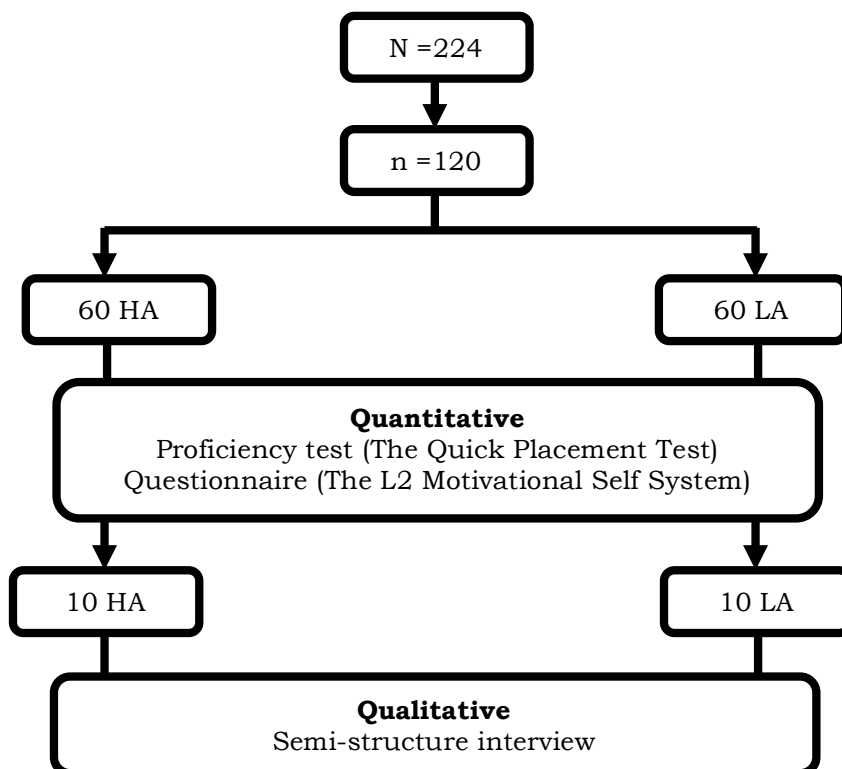 N =224
n =120
60 HA
60 LA
Quantitative
Proficiency test (The Quick Placement Test)
Questionnaire (The L2 Motivational Self System)
10 HA
10 LA
Qualitative
Semi-structure interview